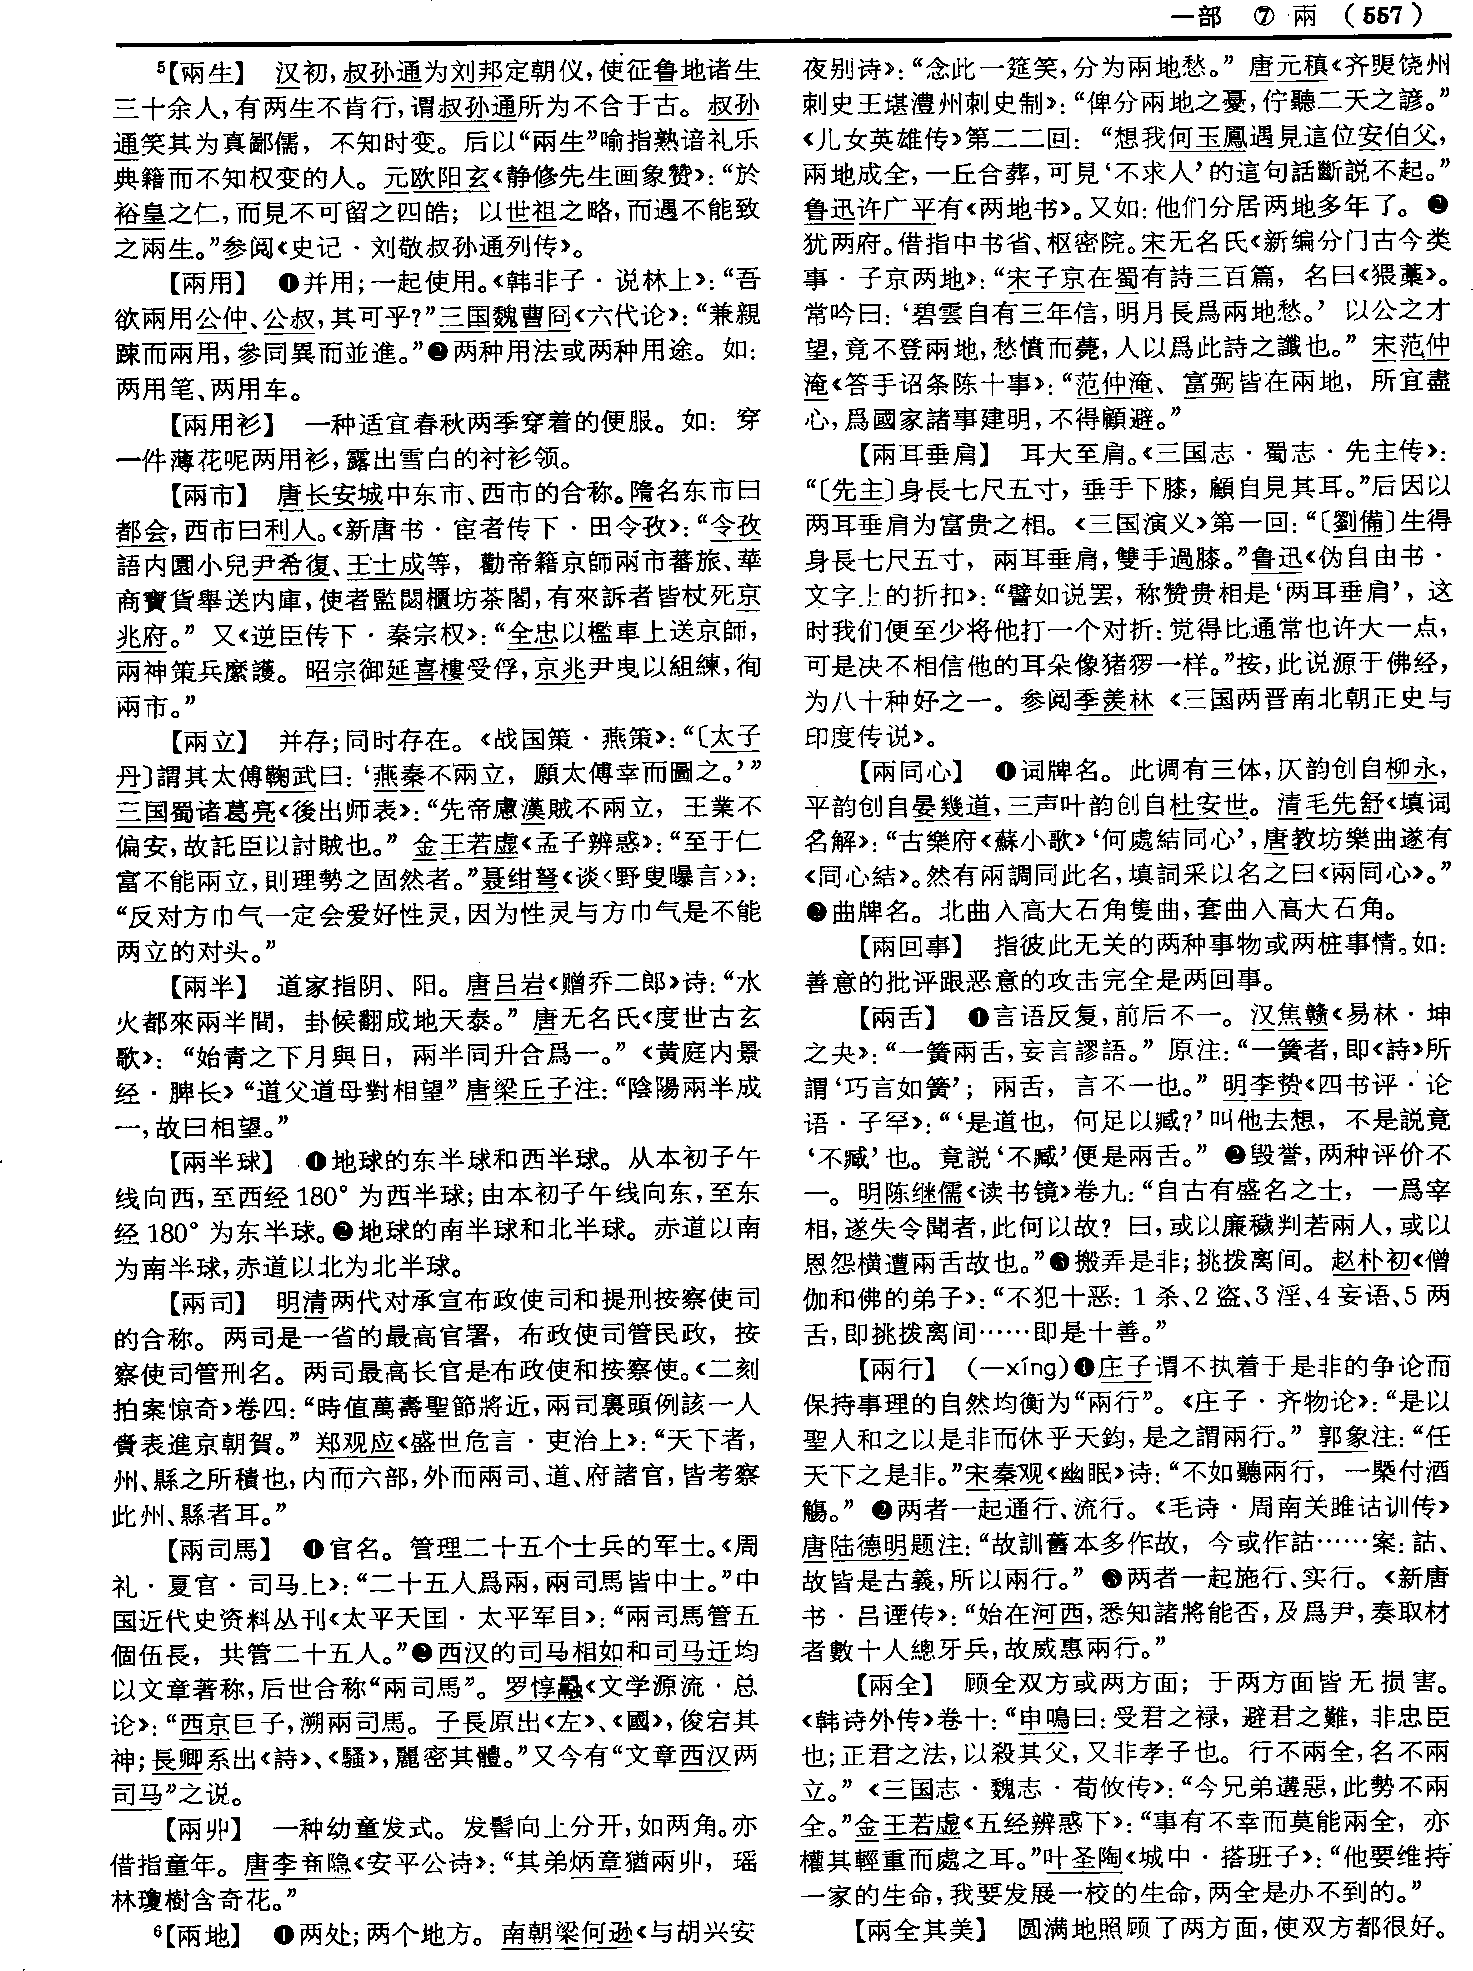 一部 ⑦ 兩 (557)
⁵【兩生】 汉初，叔孙通为刘邦定朝仪，使征鲁地诸生
三十余人，有两生不肯行，谓叔孙通所为不合于古。叔孙
通笑其为真鄙儒，不知时变。后以“兩生”喻指熟谙礼乐
典籍而不知权变的人。元欧阳玄《静修先生画象赞》：“於
裕皇之仁，而見不可留之四皓；以世祖之略，而遇不能致
之兩生。”参阅《史记·刘敬叔孙通列传》。
【兩用】 ❶并用；一起使用。《韩非子·说林上》：“吾
欲兩用公仲、公叔，其可乎？”三国魏曹冏《六代论》：“兼親
踈而兩用，參同異而並進。”❷两种用法或两种用途。如：
两用笔、两用车。
【兩用衫】 一种适宜春秋两季穿着的便服。如：穿
一件薄花呢两用衫，露出雪白的衬衫领。
【兩市】 唐长安城中东市、西市的合称。隋名东市曰
都会，西市曰利人。《新唐书·宦者传下·田令孜》：“令孜
語内園小兒尹希復、王士成等，勸帝籍京師兩市蕃旅、華
商寶貨舉送内庫，使者監閟櫃坊茶閣，有來訴者皆杖死京
兆府。”又《逆臣传下·秦宗权》：“全忠以檻車上送京師，
兩神策兵縻護。昭宗御延喜樓受俘，京兆尹曳以組練，徇
兩市。”
【兩立】 并存；同时存在。《战国策·燕策》：“〔太子
丹〕謂其太傅鞠武曰：‘燕秦不兩立，願太傅幸而圖之。’”
三国蜀诸葛亮《後出师表》：“先帝慮漢賊不兩立，王業不
偏安，故託臣以討賊也。”金王若虚《孟子辨惑》：“至于仁
富不能兩立，則理勢之固然者。”聂绀弩《谈〈野叟曝言〉》：
“反对方巾气一定会爱好性灵，因为性灵与方巾气是不能
两立的对头。”
【兩半】 道家指阴、阳。唐吕岩《赠乔二郎》诗：“水
火都來兩半間，卦候翻成地天泰。”唐无名氏《度世古玄
歌》：“始青之下月與日，兩半同升合爲一。”《黄庭内景
经·脾长》“道父道母對相望”唐梁丘子注：“陰陽兩半成
一，故曰相望。”
【兩半球】 ❶地球的东半球和西半球。从本初子午
线向西，至西经180°为西半球；由本初子午线向东，至东
经180°为东半球。❷地球的南半球和北半球。赤道以南
为南半球，赤道以北为北半球。
【兩司】 明清两代对承宣布政使司和提刑按察使司
的合称。两司是一省的最高官署，布政使司管民政，按
察使司管刑名。两司最高长官是布政使和按察使。《二刻
拍案惊奇》卷四：“時值萬壽聖節將近，兩司裏頭例該一人
賫表進京朝賀。”郑观应《盛世危言·吏治上》：“天下者，
州、縣之所積也，内而六部，外而兩司、道、府諸官，皆考察
此州、縣者耳。”
【兩司馬】 ❶官名。管理二十五个士兵的军士。《周
礼·夏官·司马上》：“二十五人爲兩，兩司馬皆中士。”中
国近代史资料丛刊《太平天囯·太平军目》：“兩司馬管五
個伍長，共管二十五人。”❷西汉的司马相如和司马迁均
以文章著称，后世合称“兩司馬”。罗惇曧《文学源流·总
论》：“西京巨子，溯兩司馬。子長原出《左》、《國》，俊宕其
神；長卿系出《詩》、《騷》，麗密其體。”又今有“文章西汉两
司马”之说。
【兩丱】 一种幼童发式。发髻向上分开，如两角。亦
借指童年。唐李商隐《安平公诗》：“其弟炳章猶兩丱，瑶
林瓊樹含奇花。”
⁶【兩地】 ❶两处；两个地方。南朝梁何逊《与胡兴安
夜别诗》：“念此一筵笑，分为兩地愁。”唐元稹《齐煚饶州
刺史王堪澧州刺史制》：“俾分兩地之憂，佇聽二天之諺。”
《儿女英雄传》第二二回：“想我何玉鳳遇見這位安伯父，
兩地成全，一丘合葬，可見‘不求人’的這句話斷説不起。”
鲁迅许广平有《两地书》。又如：他们分居两地多年了。❷
犹两府。借指中书省、枢密院。宋无名氏《新编分门古今类
事·子京两地》：“宋子京在蜀有詩三百篇，名曰《猥藳》。
常吟曰：‘碧雲自有三年信，明月長爲兩地愁。’以公之才
望，竟不登兩地，愁憤而薨，人以爲此詩之讖也。”宋范仲
淹《答手诏条陈十事》：“范仲淹、富弼皆在兩地，所宜盡
心，爲國家諸事建明，不得顧避。”
【兩耳垂肩】 耳大至肩。《三国志·蜀志·先主传》：
“〔先主〕身長七尺五寸，垂手下膝，顧自見其耳。”后因以
两耳垂肩为富贵之相。《三国演义》第一回：“〔劉備〕生得
身長七尺五寸，兩耳垂肩，雙手過膝。”鲁迅《伪自由书·
文字上的折扣》：“譬如说罢，称赞贵相是‘两耳垂肩’，这
时我们便至少将他打一个对折：觉得比通常也许大一点，
可是决不相信他的耳朵像猪猡一样。”按，此说源于佛经，
为八十种好之一。参阅季羡林《三国两晋南北朝正史与
印度传说》。
【兩同心】 ❶词牌名。此调有三体，仄韵创自柳永，
平韵创自晏幾道，三声叶韵创自杜安世。清毛先舒《填词
名解》：“古樂府《蘇小歌》‘何處結同心’，唐教坊樂曲遂有
《同心結》。然有兩調同此名，填詞采以名之曰《兩同心》。”
❷曲牌名。北曲入高大石角隻曲，套曲入高大石角。
【兩回事】 指彼此无关的两种事物或两桩事情。如：
善意的批评跟恶意的攻击完全是两回事。
【兩舌】 ❶言语反复，前后不一。汉焦赣《易林·坤
之夬》：“一簧兩舌，妄言謬語。”原注：“一簧者，即《詩》所
謂‘巧言如簧’；兩舌，言不一也。”明李贽《四书评·论
语·子罕》：“‘是道也，何足以臧？’叫他去想，不是説竟
‘不臧’也。竟説‘不臧’便是兩舌。”❷毁誉，两种评价不
一。明陈继儒《读书镜》卷九：“自古有盛名之士，一爲宰
相，遂失令聞者，此何以故？曰，或以廉穢判若兩人，或以
恩怨横遭兩舌故也。”❸搬弄是非；挑拨离间。赵朴初《僧
伽和佛的弟子》：“不犯十恶：1杀、2盗、3淫、4妄语、5两
舌，即挑拨离间……即是十善。”
【兩行】 （—xíng）❶庄子谓不执着于是非的争论而
保持事理的自然均衡为“兩行”。《庄子·齐物论》：“是以
聖人和之以是非而休乎天鈞，是之謂兩行。”郭象注：“任
天下之是非。”宋秦观《幽眠》诗：“不如聽兩行，一槩付酒
觴。”❷两者一起通行、流行。《毛诗·周南关雎诂训传》
唐陆德明题注：“故訓舊本多作故，今或作詁……案：詁、
故皆是古義，所以兩行。”❸两者一起施行、实行。《新唐
书·吕諲传》：“始在河西，悉知諸將能否，及爲尹，奏取材
者數十人總牙兵，故威惠兩行。”
【兩全】 顾全双方或两方面；于两方面皆无损害。
《韩诗外传》卷十：“申鳴曰：受君之禄，避君之難，非忠臣
也；正君之法，以殺其父，又非孝子也。行不兩全，名不兩
立。”《三国志·魏志·荀攸传》：“今兄弟遘惡，此勢不兩
全。”金王若虚《五经辨惑下》：“事有不幸而莫能兩全，亦
權其輕重而處之耳。”叶圣陶《城中·搭班子》：“他要维持
一家的生命，我要发展一校的生命，两全是办不到的。”
【兩全其美】 圆满地照顾了两方面，使双方都很好。